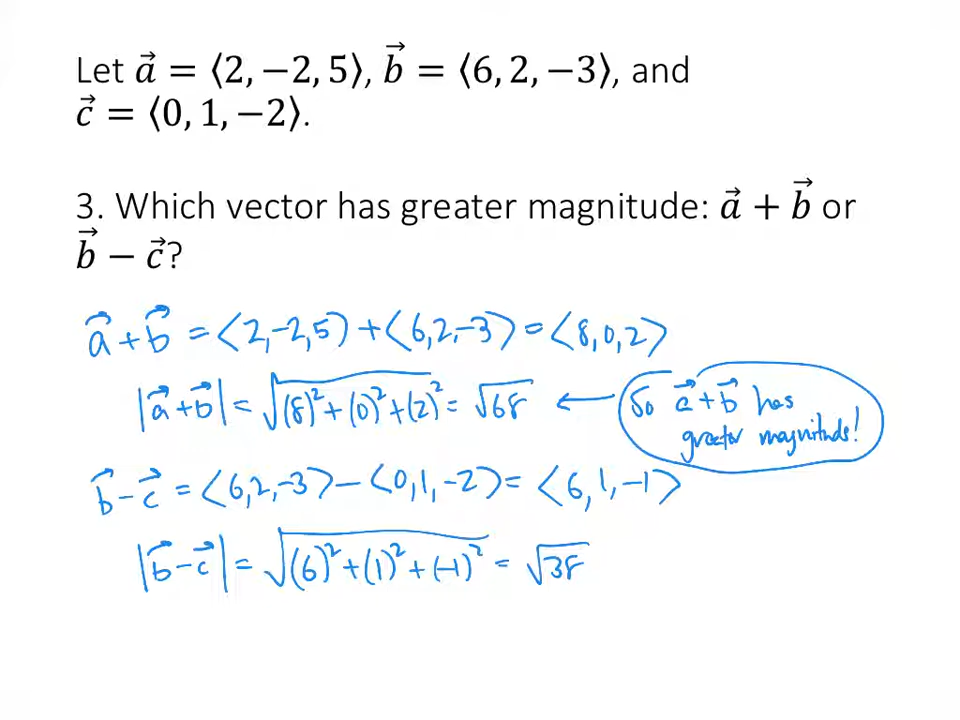 Let a⃗ = ⟨2, −2, 5⟩, b⃗ = ⟨6, 2, −3⟩, and
c⃗ = ⟨0, 1, −2⟩.
3. Which vector has greater magnitude: a⃗ + b⃗ or
b⃗ − c⃗?
a⃗ + b⃗ = ⟨2, −2, 5⟩ + ⟨6, 2, −3⟩ = ⟨8, 0, 2⟩
|a⃗ + b⃗| = √((8)² + (0)² + (2)²) = √68 ← So a⃗ + b⃗ has
greater magnitude!
b⃗ − c⃗ = ⟨6, 2, −3⟩ − ⟨0, 1, −2⟩ = ⟨6, 1, −1⟩
|b⃗ − c⃗| = √((6)² + (1)² + (−1)²) = √38